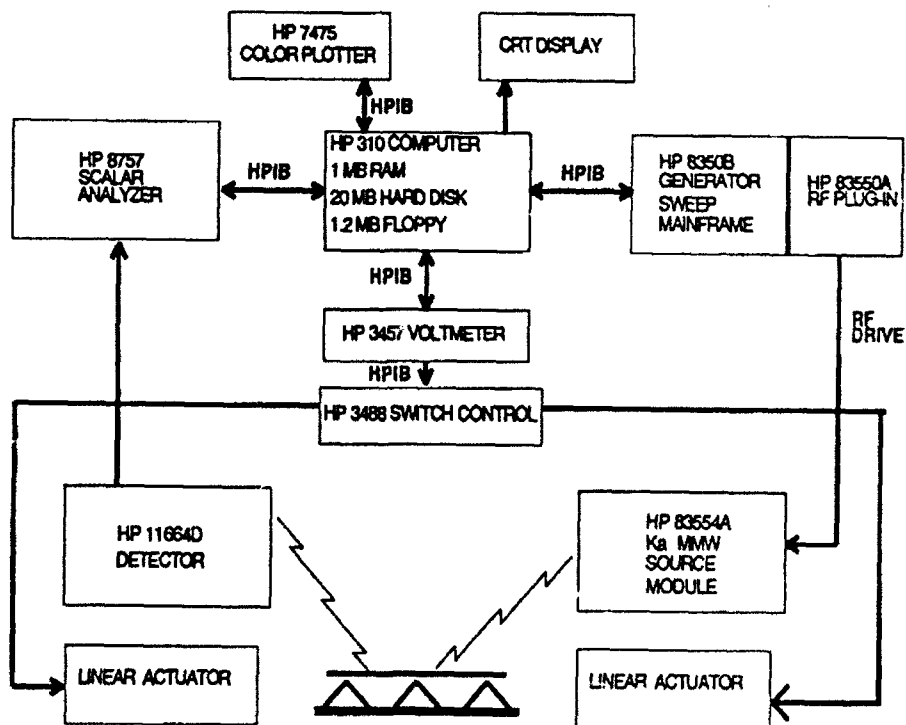 HP 7475
COLOR PLOTTER
CRT DISPLAY
HPIB
HP 8757
SCALAR
ANALYZER
HPIB
HP 310 COMPUTER
1 MB RAM
20 MB HARD DISK
1.2 MB FLOPPY
HPIB
HP 8350B
GENERATOR
SWEEP
MAINFRAME
HP 83550A
RF PLUG-IN
HPIB
HP 3457 VOLTMETER
RF
DRIVE
HPIB
HP 3488 SWITCH CONTROL
HP 11664D
DETECTOR
HP 83554A
Ka MMW
SOURCE
MODULE
LINEAR ACTUATOR
LINEAR ACTUATOR